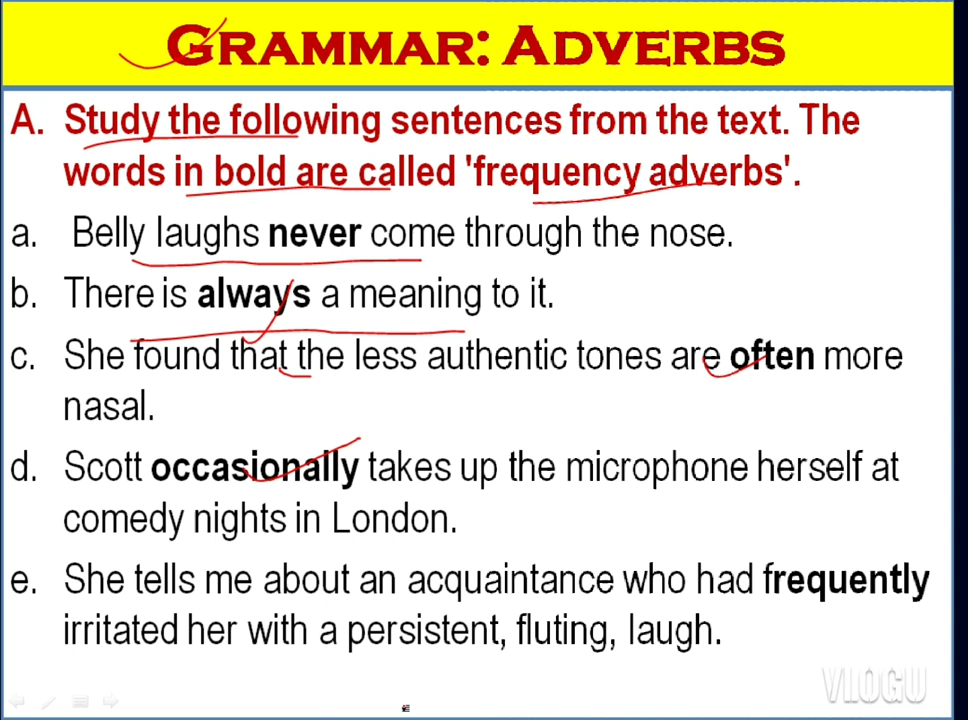 GRAMMAR: ADVERBS
A. Study the following sentences from the text. The
words in bold are called 'frequency adverbs'.
a. Belly laughs never come through the nose.
b. There is always a meaning to it.
c. She found that the less authentic tones are often more
nasal.
d. Scott occasionally takes up the microphone herself at
comedy nights in London.
e. She tells me about an acquaintance who had frequently
irritated her with a persistent, fluting, laugh.
VLOGU